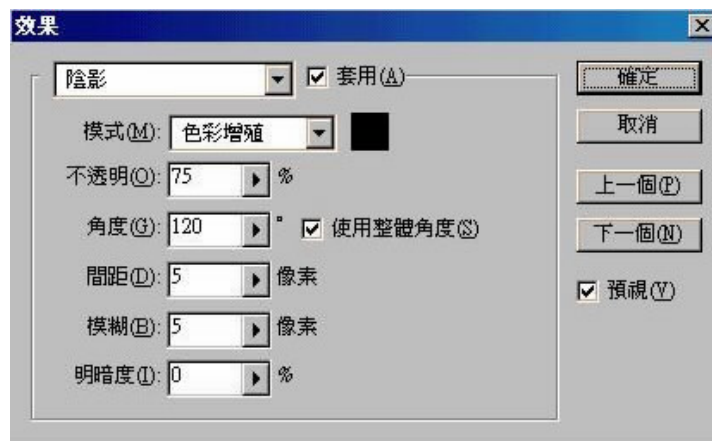 效果
陰影 套用(A)
模式(M): 色彩增殖
不透明(O): 75 %
角度(G): 120 ° 使用整體角度(S)
間距(D): 5 像素
模糊(B): 5 像素
明暗度(I): 0 %
確定
取消
上一個(P)
下一個(N)
預視(V)